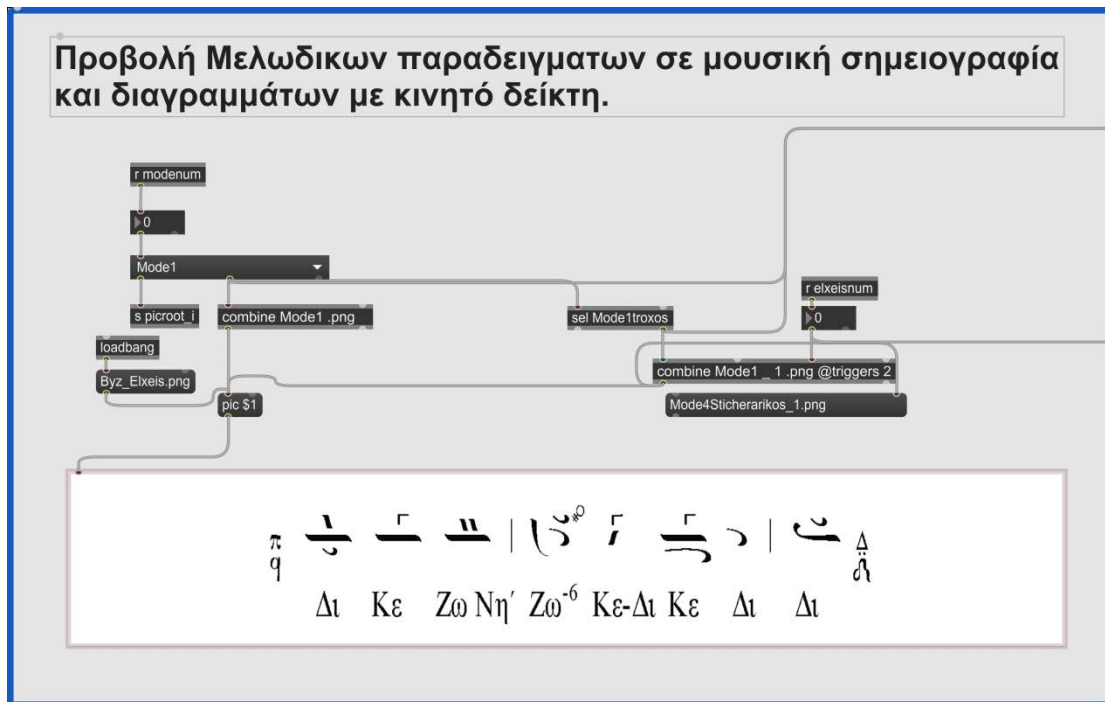 Προβολή Μελωδικων παραδειγματων σε μουσική σημειογραφία
και διαγραμμάτων με κινητό δείκτη.
r modenum
0
Mode1
s picroot_i
combine Mode1 .png
sel Mode1troxos
r elxeisnum
0
loadbang
Byz_Elxeis.png
pic $1
combine Mode1 _ 1 .png @triggers 2
Mode4Sticherarikos_1.png
π
q
Δ
Δι Κε Ζω Νη΄ Ζω⁻⁶ Κε-Δι Κε Δι Δι